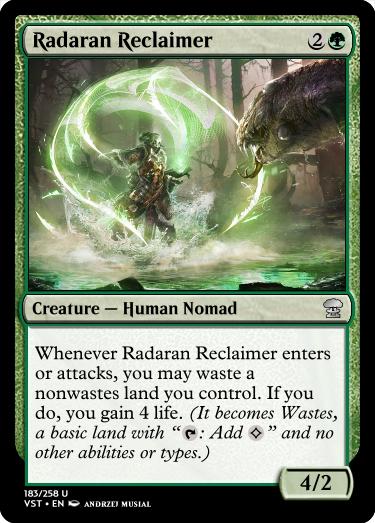 Radaran Reclaimer 2
Creature — Human Nomad
Whenever Radaran Reclaimer enters
or attacks, you may waste a
nonwastes land you control. If you
do, you gain 4 life. (It becomes Wastes,
a basic land with “: Add ” and no
other abilities or types.)
4/2
183/258 U
VST • EN ANDRZEJ MUSIAL